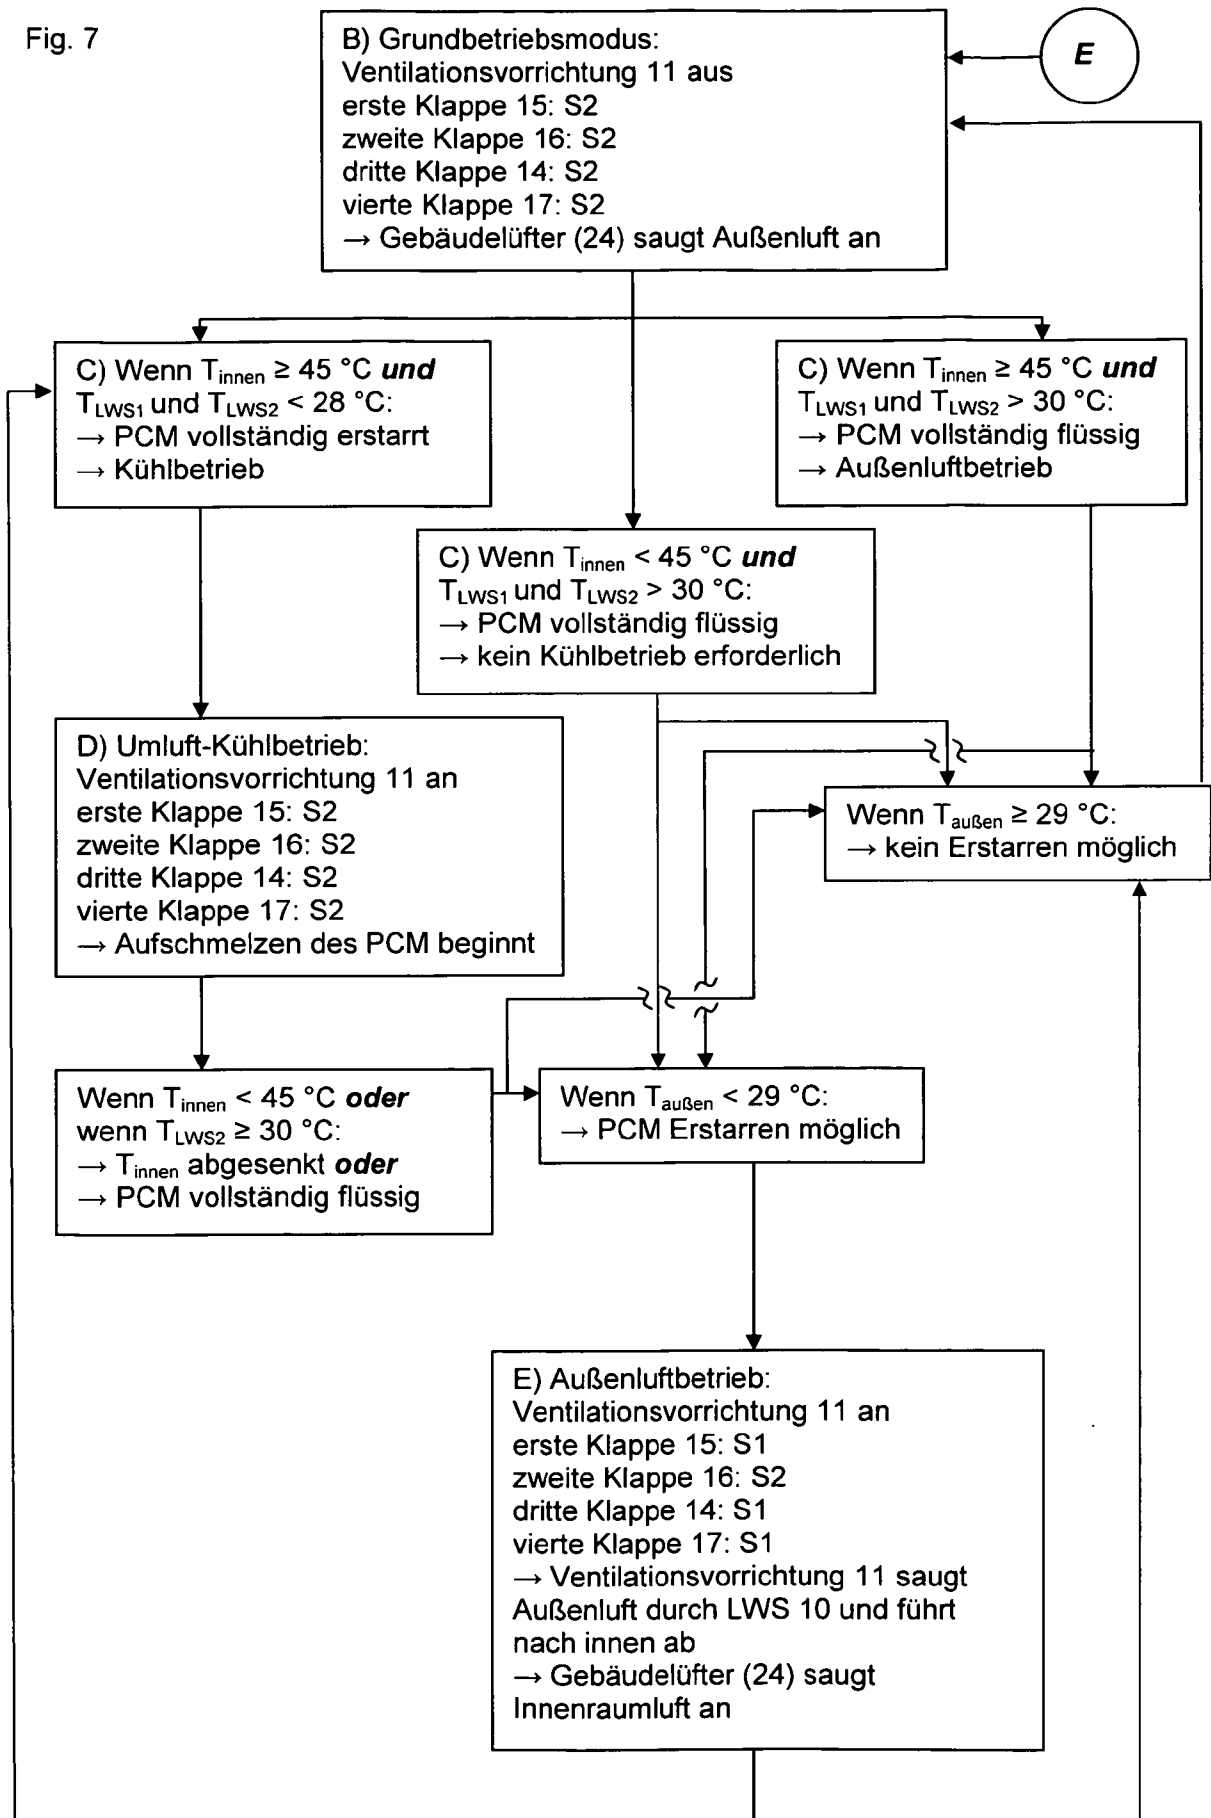 Fig. 7
B) Grundbetriebsmodus:
Ventilationsvorrichtung 11 aus
erste Klappe 15: S2
zweite Klappe 16: S2
dritte Klappe 14: S2
vierte Klappe 17: S2
→ Gebäudelüfter (24) saugt Außenluft an
E
C) Wenn Tinnen ≥ 45 °C und
TLWS1 und TLWS2 < 28 °C:
→ PCM vollständig erstarrt
→ Kühlbetrieb
C) Wenn Tinnen ≥ 45 °C und
TLWS1 und TLWS2 > 30 °C:
→ PCM vollständig flüssig
→ Außenluftbetrieb
C) Wenn Tinnen < 45 °C und
TLWS1 und TLWS2 > 30 °C:
→ PCM vollständig flüssig
→ kein Kühlbetrieb erforderlich
D) Umluft-Kühlbetrieb:
Ventilationsvorrichtung 11 an
erste Klappe 15: S2
zweite Klappe 16: S2
dritte Klappe 14: S2
vierte Klappe 17: S2
→ Aufschmelzen des PCM beginnt
Wenn Taußen ≥ 29 °C:
→ kein Erstarren möglich
Wenn Tinnen < 45 °C oder
wenn TLWS2 ≥ 30 °C:
→ Tinnen abgesenkt oder
→ PCM vollständig flüssig
Wenn Taußen < 29 °C:
→ PCM Erstarren möglich
E) Außenluftbetrieb:
Ventilationsvorrichtung 11 an
erste Klappe 15: S1
zweite Klappe 16: S2
dritte Klappe 14: S1
vierte Klappe 17: S1
→ Ventilationsvorrichtung 11 saugt
Außenluft durch LWS 10 und führt
nach innen ab
→ Gebäudelüfter (24) saugt
Innenraumluft an